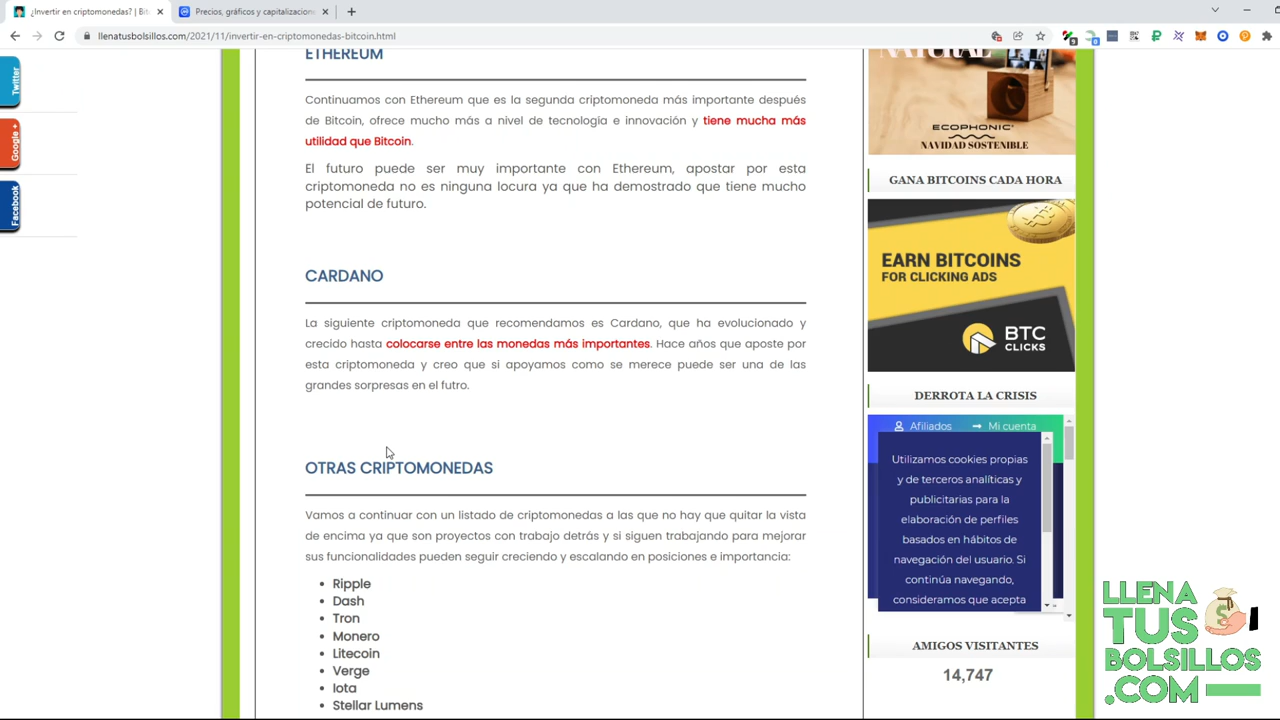 ¿Invertir en criptomonedas? | Bit
Precios, gráficos y capitalizacion
llenatusbolsillos.com/2021/11/invertir-en-criptomonedas-bitcoin.html
Twitter
Google +
Facebook
ETHEREUM
Continuamos con Ethereum que es la segunda criptomoneda más importante después
de Bitcoin, ofrece mucho más a nivel de tecnología e innovación y tiene mucha más
utilidad que Bitcoin.
El futuro puede ser muy importante con Ethereum, apostar por esta
criptomoneda no es ninguna locura ya que ha demostrado que tiene mucho
potencial de futuro.
CARDANO
La siguiente criptomoneda que recomendamos es Cardano, que ha evolucionado y
crecido hasta colocarse entre las monedas más importantes. Hace años que aposte por
esta criptomoneda y creo que si apoyamos como se merece puede ser una de las
grandes sorpresas en el futro.
OTRAS CRIPTOMONEDAS
Vamos a continuar con un listado de criptomonedas a las que no hay que quitar la vista
de encima ya que son proyectos con trabajo detrás y si siguen trabajando para mejorar
sus funcionalidades pueden seguir creciendo y escalando en posiciones e importancia:
• Ripple
• Dash
• Tron
• Monero
• Litecoin
• Verge
• Iota
• Stellar Lumens
NATURAL
ECOPHONIC
NAVIDAD SOSTENIBLE
GANA BITCOINS CADA HORA
EARN BITCOINS
FOR CLICKING ADS
BTC
CLICKS
DERROTA LA CRISIS
Afiliados
Mi cuenta
Utilizamos cookies propias
y de terceros analíticas y
publicitarias para la
elaboración de perfiles
basados en hábitos de
navegación del usuario. Si
continúa navegando,
consideramos que acepta
AMIGOS VISITANTES
14,747
LLENA
TUS
BOLSILLOS
.COM